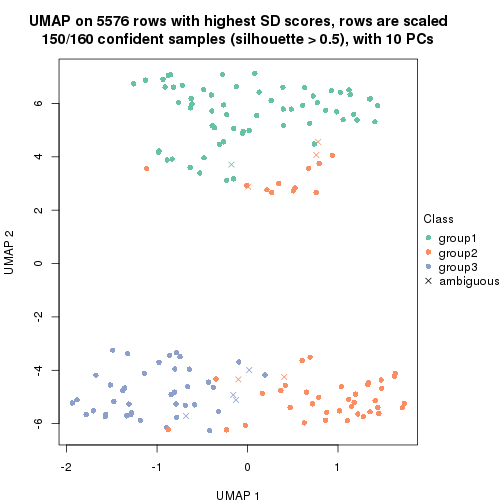 UMAP on 5576 rows with highest SD scores, rows are scaled
150/160 confident samples (silhouette > 0.5), with 10 PCs
6
4
2
0
-2
-4
-6
UMAP 2
-2
-1
0
1
UMAP 1
Class
group1
group2
group3
ambiguous